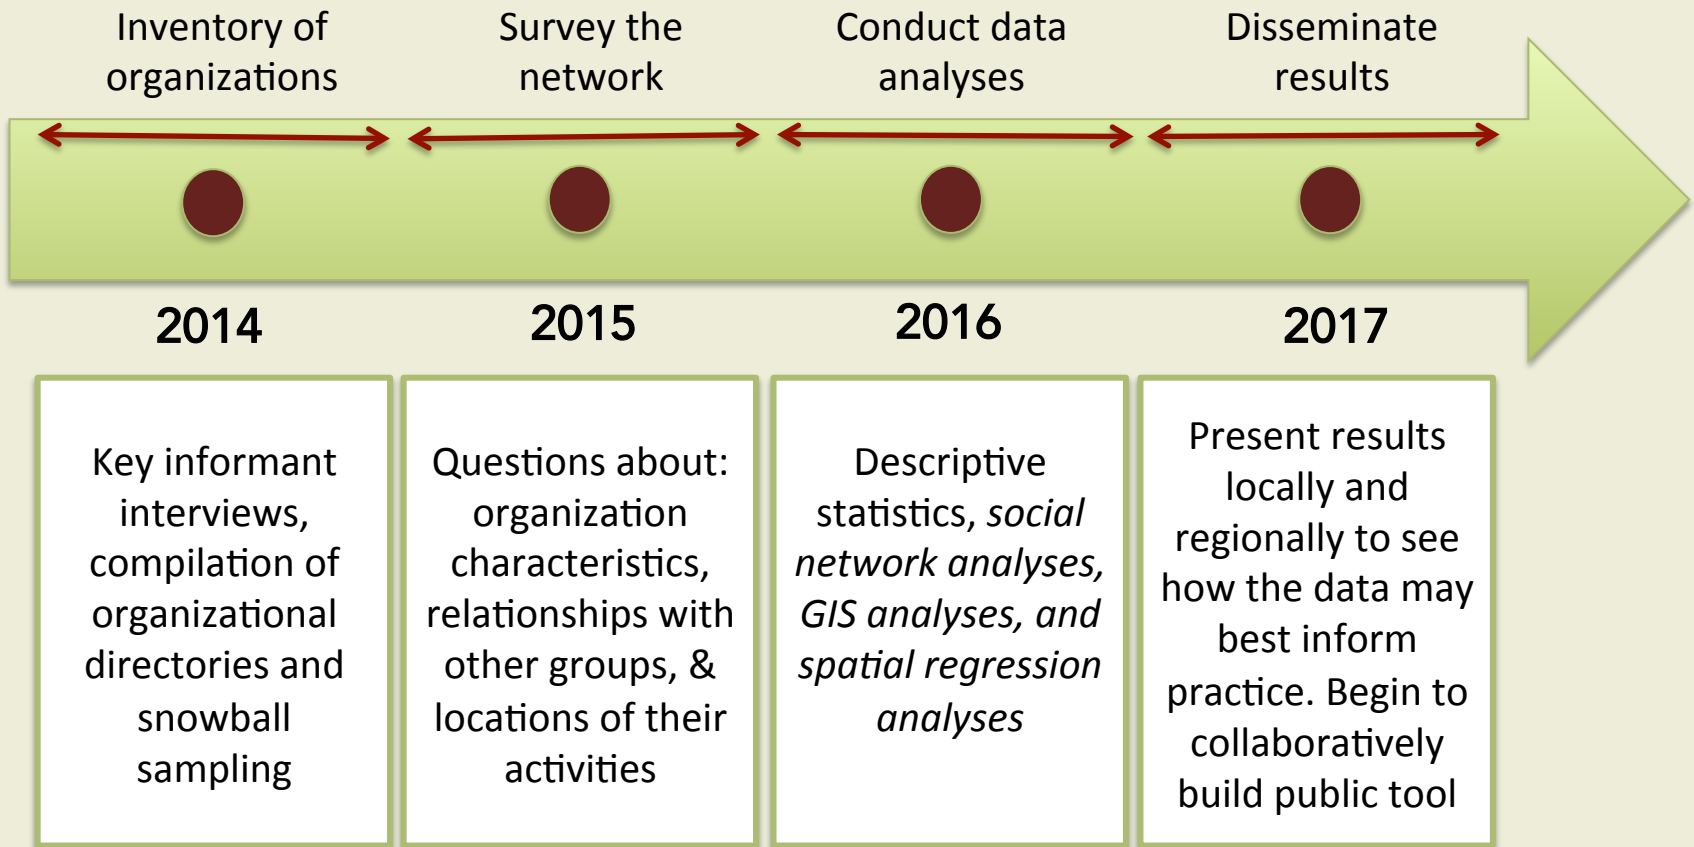 Inventory of
organizations
Survey the
network
Conduct data
analyses
Disseminate
results
2014
2015
2016
2017
Key informant
interviews,
compilation of
organizational
directories and
snowball
sampling
Questions about:
organization
characteristics,
relationships with
other groups, &
locations of their
activities
Descriptive
statistics, social
network analyses,
GIS analyses, and
spatial regression
analyses
Present results
locally and
regionally to see
how the data may
best inform
practice. Begin to
collaboratively
build public tool